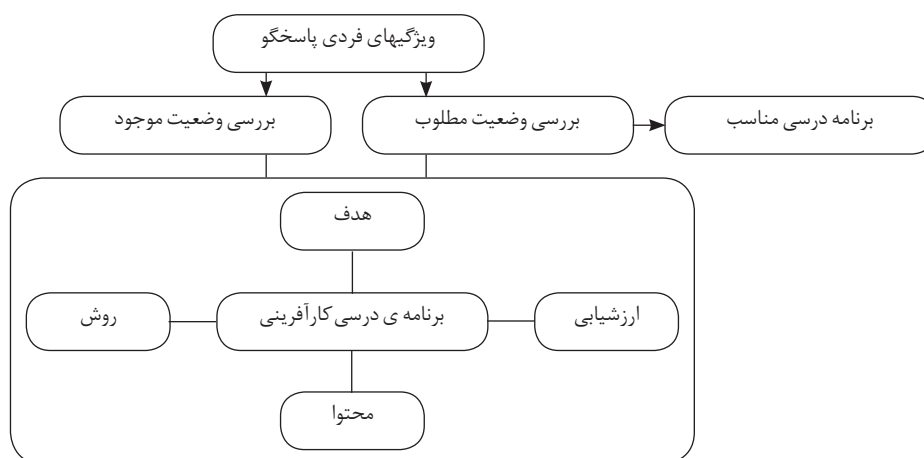 ویژگیهای فردی پاسخگو
برنامه درسی مناسب
بررسی وضعیت مطلوب
بررسی وضعیت موجود
هدف
ارزشیابی
برنامه ی درسی کارآفرینی
روش
محتوا